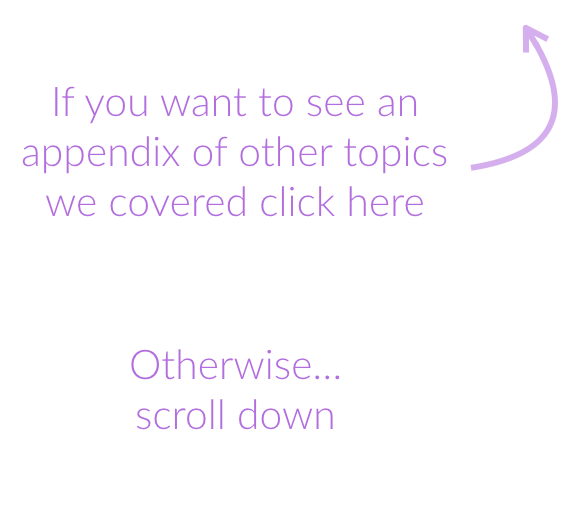 If you want to see an
appendix of other topics
we covered click here
Otherwise...
scroll down